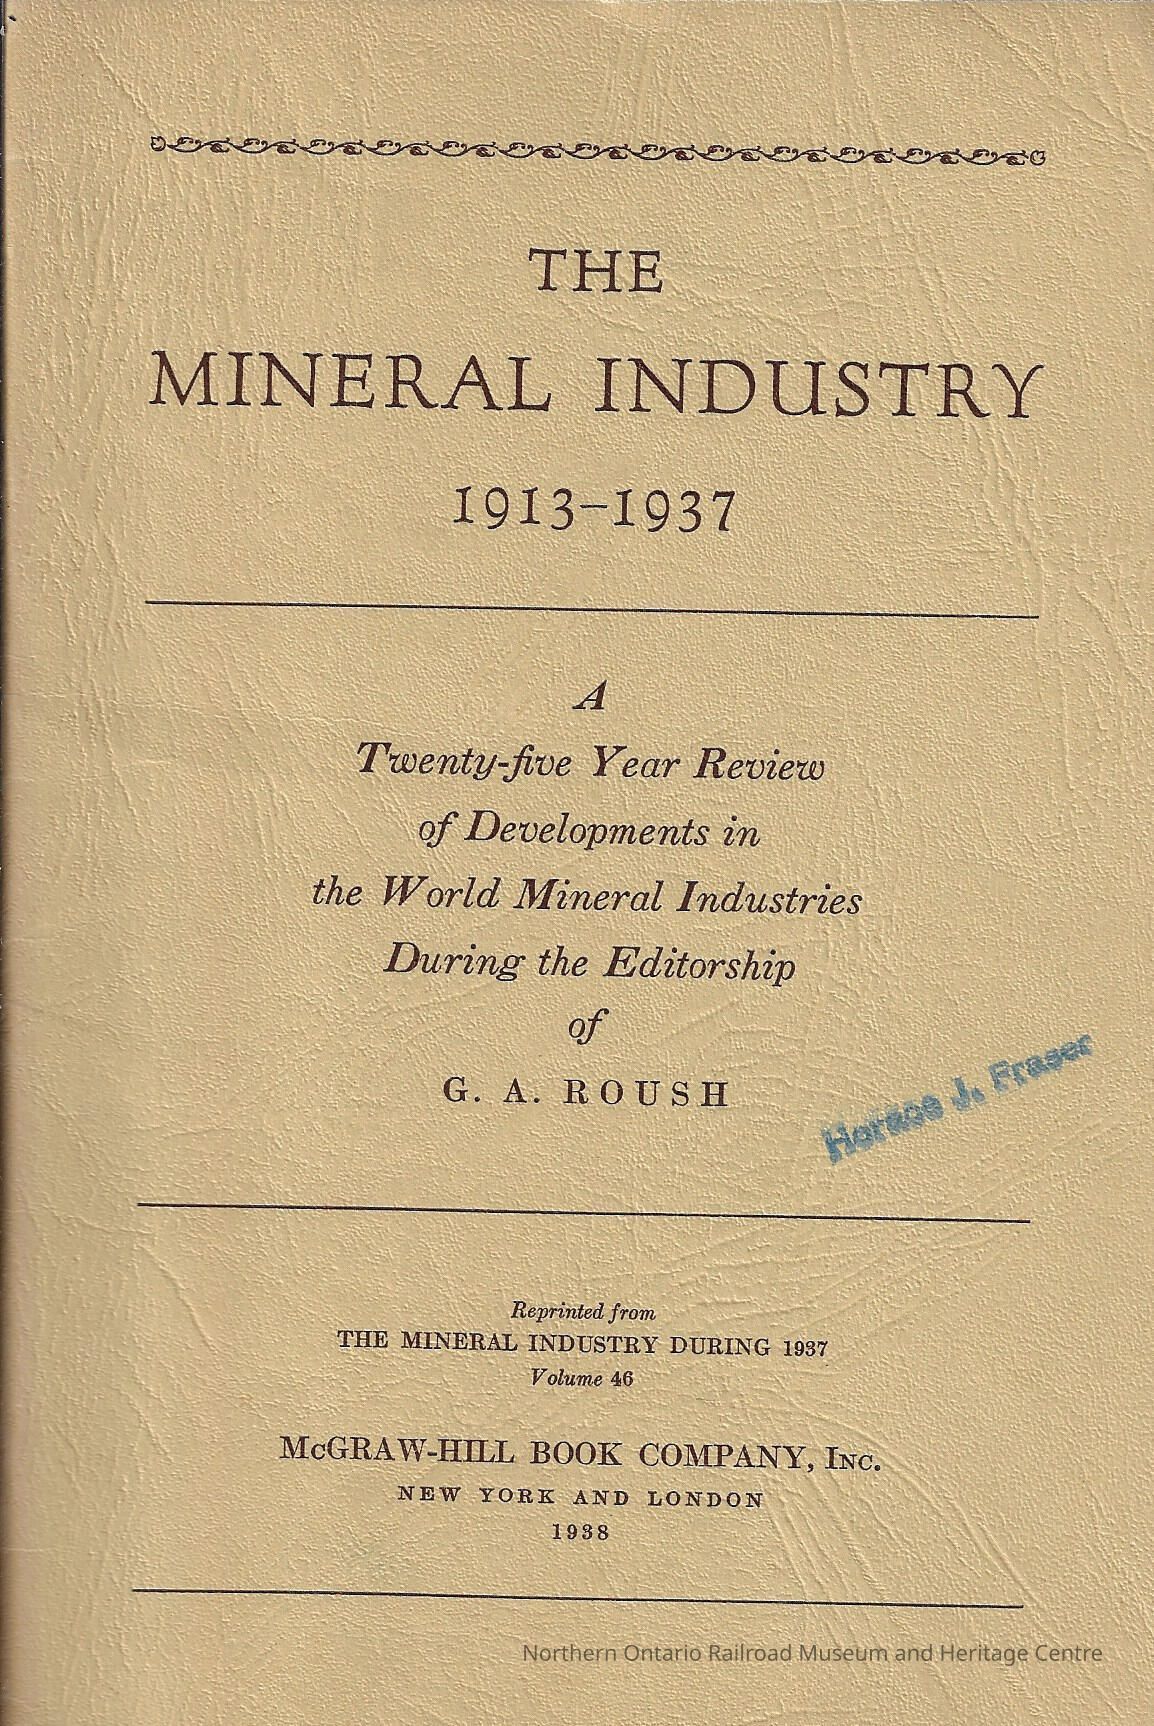 THE
MINERAL INDUSTRY
1913–1937
A
Twenty-five Year Review
of Developments in
the World Mineral Industries
During the Editorship
of
G. A. ROUSH
Horace J. Fraser
Reprinted from
THE MINERAL INDUSTRY DURING 1937
Volume 46
McGRAW-HILL BOOK COMPANY, Inc.
NEW YORK AND LONDON
1938
Northern Ontario Railroad Museum and Heritage Centre